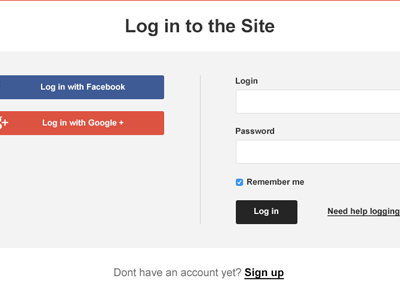 Log in to the Site
Log in with Facebook
g+ Log in with Google +
Login
Password
Remember me
Log in
Need help logging
Dont have an account yet? Sign up